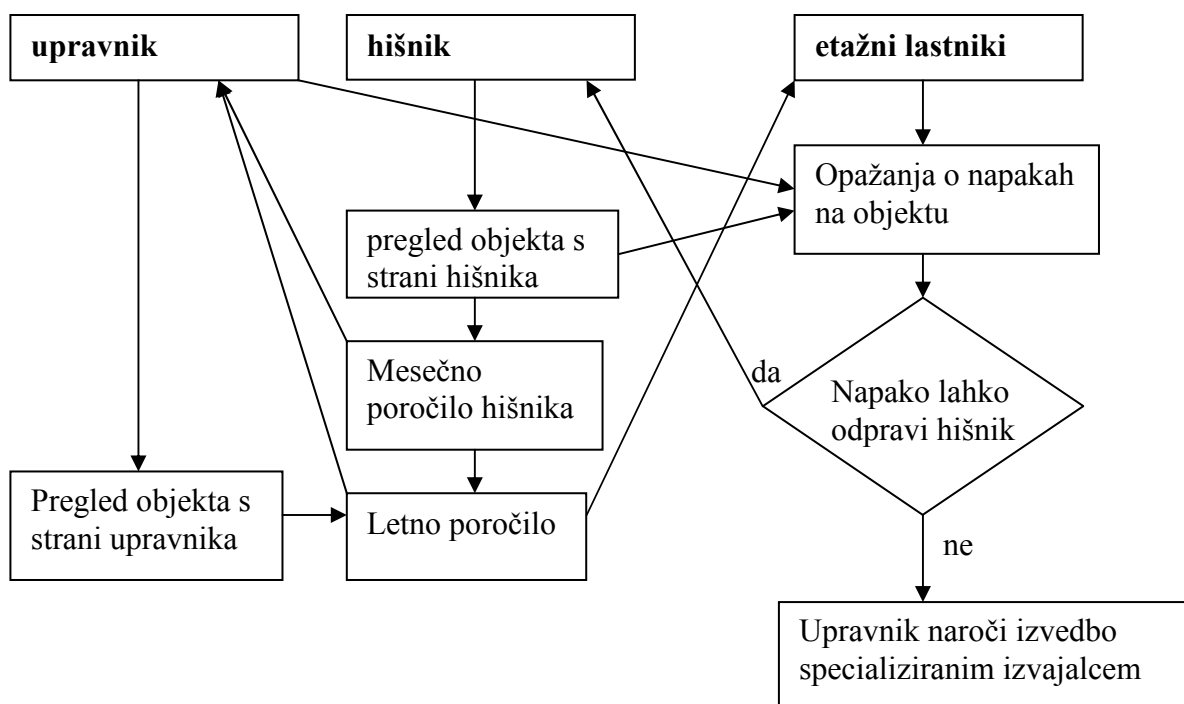 upravnik
hišnik
etažni lastniki
Opažanja o napakah
na objektu
pregled objekta s
strani hišnika
Mesečno
poročilo hišnika
da
Napako lahko
odpravi hišnik
Pregled objekta s
strani upravnika
Letno poročilo
ne
Upravnik naroči izvedbo
specializiranim izvajalcem